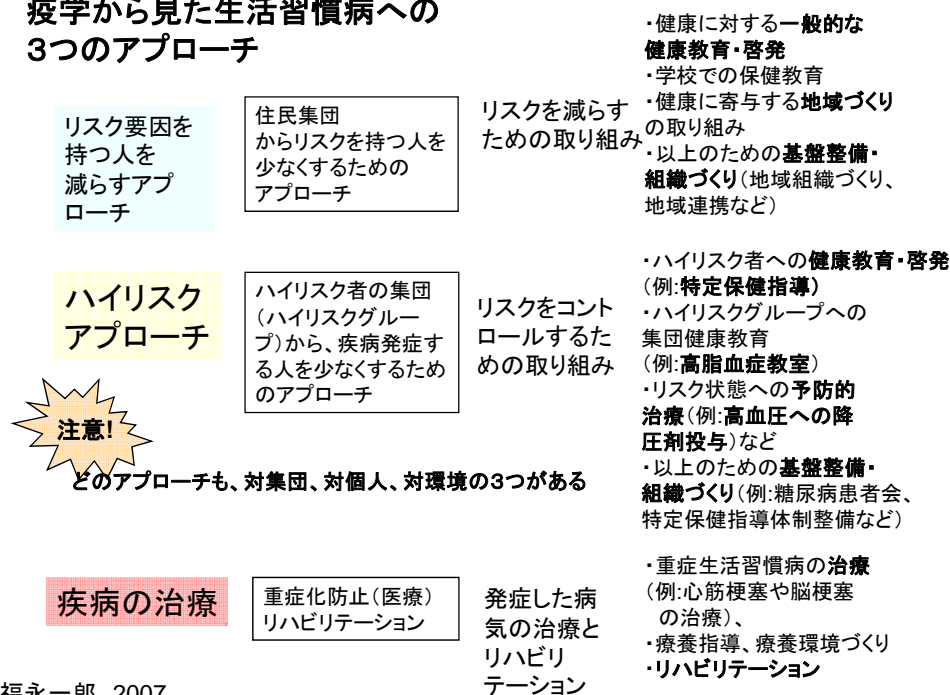 疫学から見た生活習慣病への
3つのアプローチ
リスク要因を
持つ人を
減らすアプ
ローチ
住民集団
からリスクを持つ人を
少なくするための
アプローチ
リスクを減らす
ための取り組み
・健康に対する一般的な
健康教育・啓発
・学校での保健教育
・健康に寄与する地域づくり
の取り組み
・以上のための基盤整備・
組織づくり（地域組織づくり、
地域連携など）
ハイリスク
アプローチ
ハイリスク者の集団
（ハイリスクグルー
プ）から、疾病発症す
る人を少なくするため
のアプローチ
リスクをコント
ロールするた
めの取り組み
・ハイリスク者への健康教育・啓発
（例:特定保健指導）
・ハイリスクグループへの
集団健康教育
（例:高脂血症教室）
・リスク状態への予防的
治療（例:高血圧への降
圧剤投与）など
・以上のための基盤整備・
組織づくり（例:糖尿病患者会、
特定保健指導体制整備など）
注意!
どのアプローチも、対集団、対個人、対環境の3つがある
疾病の治療
重症化防止（医療）
リハビリテーション
発症した病
気の治療と
リハビリ
テーション
・重症生活習慣病の治療
（例:心筋梗塞や脳梗塞
の治療）、
・療養指導、療養環境づくり
・リハビリテーション
福永一郎 2007